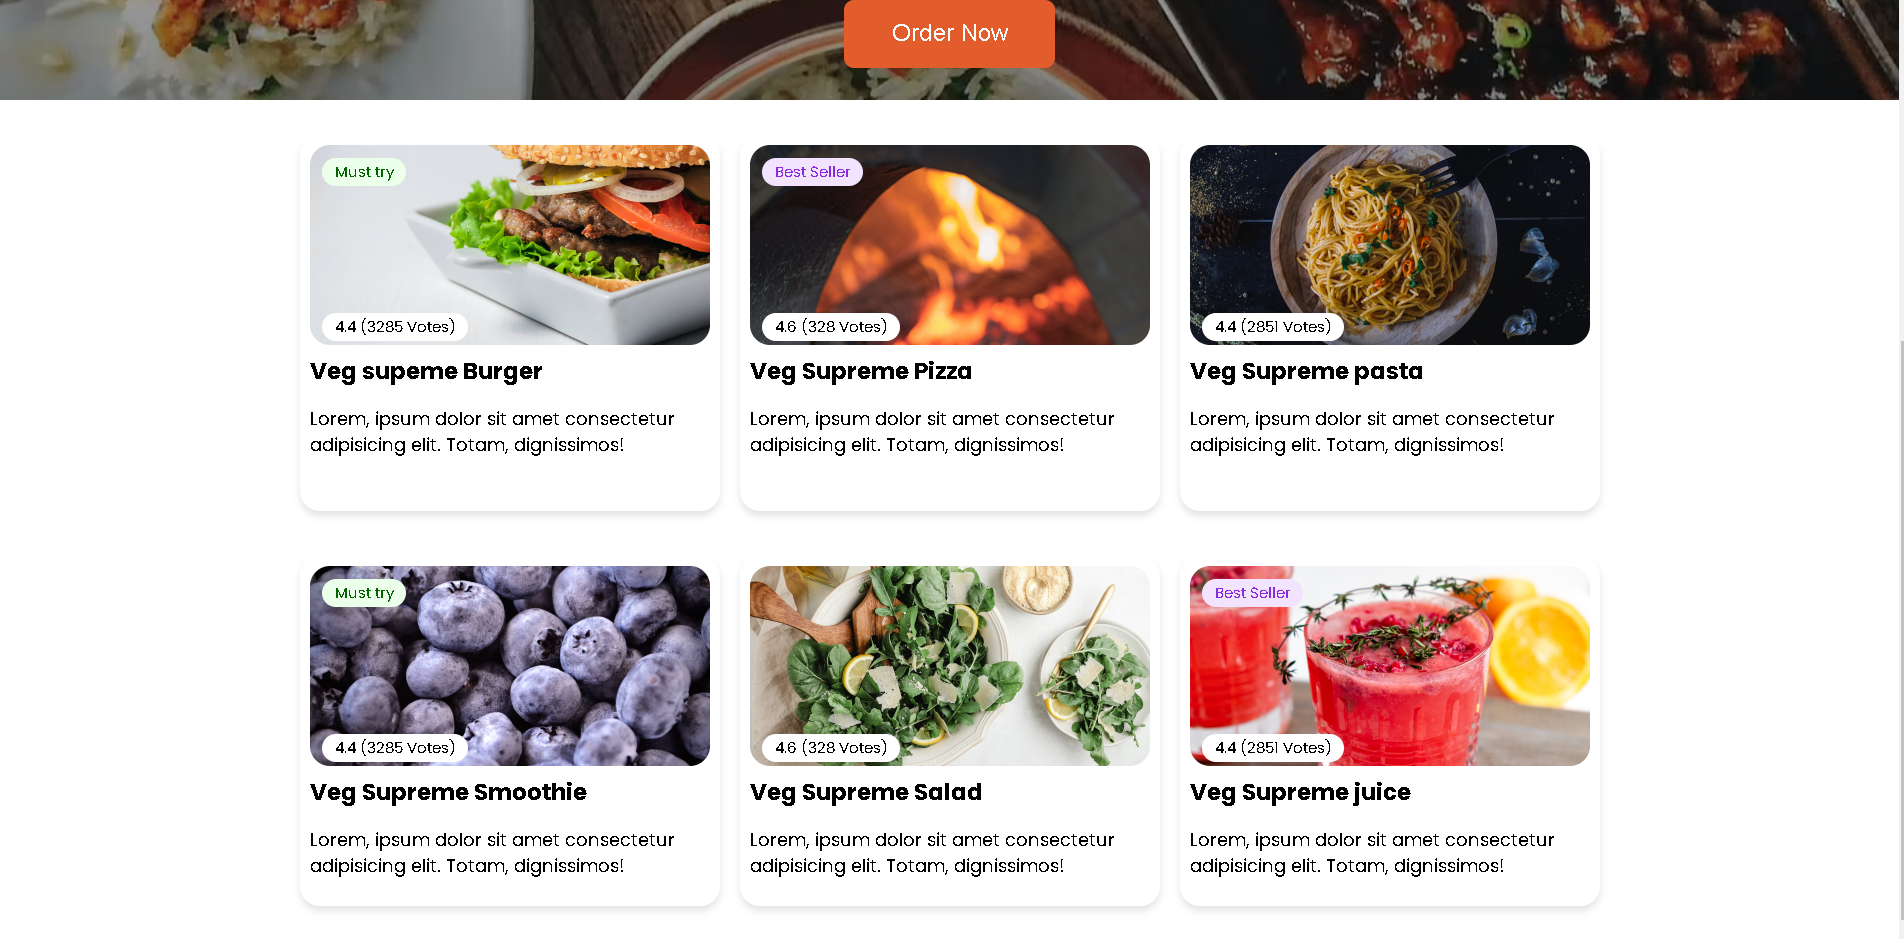 Order Now
Must try
Best Seller
4.4 (3285 Votes)
4.6 (328 Votes)
4.4 (2851 Votes)
Veg supeme Burger
Veg Supreme Pizza
Veg Supreme pasta
Lorem, ipsum dolor sit amet consectetur
adipisicing elit. Totam, dignissimos!
Lorem, ipsum dolor sit amet consectetur
adipisicing elit. Totam, dignissimos!
Lorem, ipsum dolor sit amet consectetur
adipisicing elit. Totam, dignissimos!
Must try
Best Seller
4.4 (3285 Votes)
4.6 (328 Votes)
4.4 (2851 Votes)
Veg Supreme Smoothie
Veg Supreme Salad
Veg Supreme juice
Lorem, ipsum dolor sit amet consectetur
adipisicing elit. Totam, dignissimos!
Lorem, ipsum dolor sit amet consectetur
adipisicing elit. Totam, dignissimos!
Lorem, ipsum dolor sit amet consectetur
adipisicing elit. Totam, dignissimos!